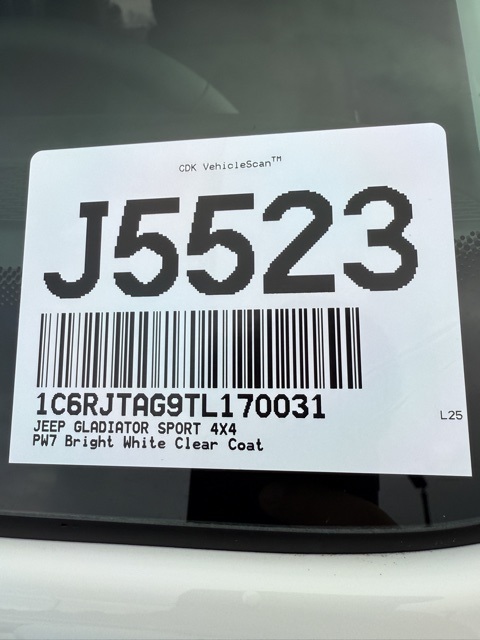 CDK VehicleScan™
J5523
1C6RJTAG9TL170031
JEEP GLADIATOR SPORT 4X4
L25
PW7 Bright White Clear Coat